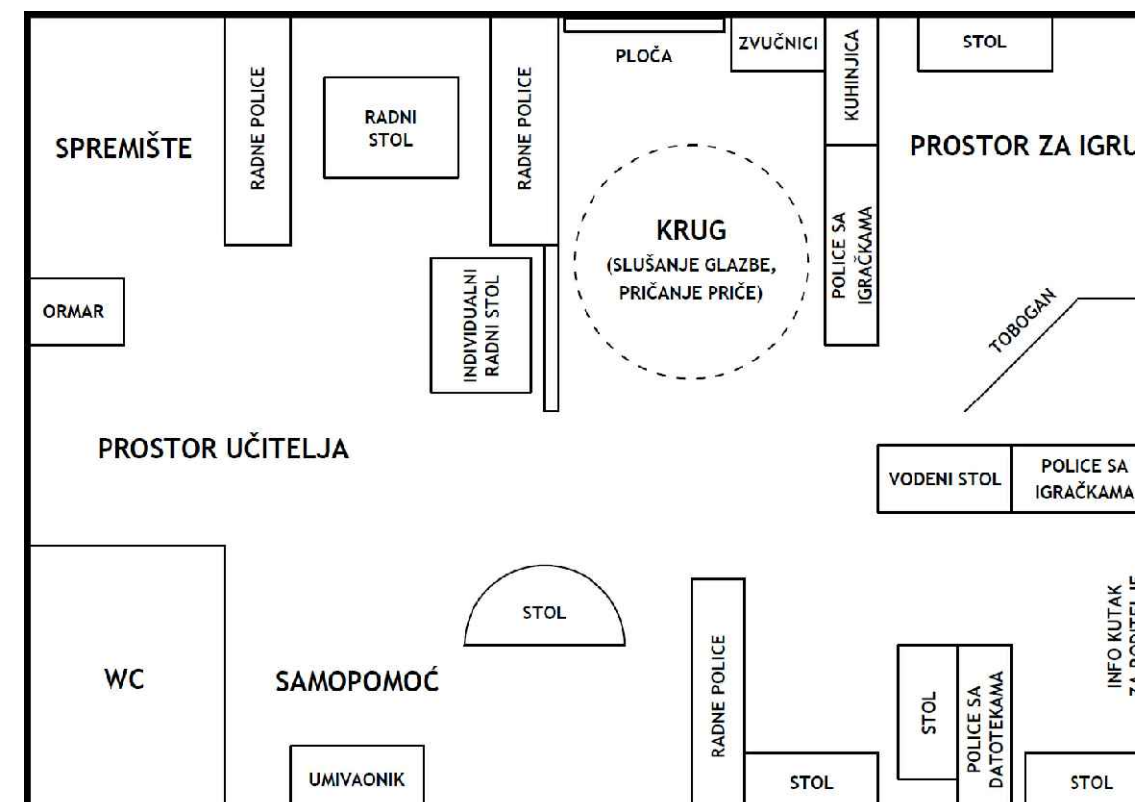 PLOČA
ZVUČNICI
KUHINJICA
STOL
RADNE POLICE
RADNI
STOL
RADNE POLICE
SPREMIŠTE
PROSTOR ZA IGRU
KRUG
(SLUŠANJE GLAZBE,
PRIČANJE PRIČE)
POLICE SA
IGRAČKAMA
ORMAR
INDIVIDUALNI
RADNI STOL
TOBOGAN
PROSTOR UČITELJA
VODENI STOL
POLICE SA
IGRAČKAMA
STOL
INFO KUTAK
ZA RODITELJE
WC
SAMOPOMOĆ
RADNE POLICE
STOL
POLICE SA
DATOTEKAMA
UMIVAONIK
STOL
STOL